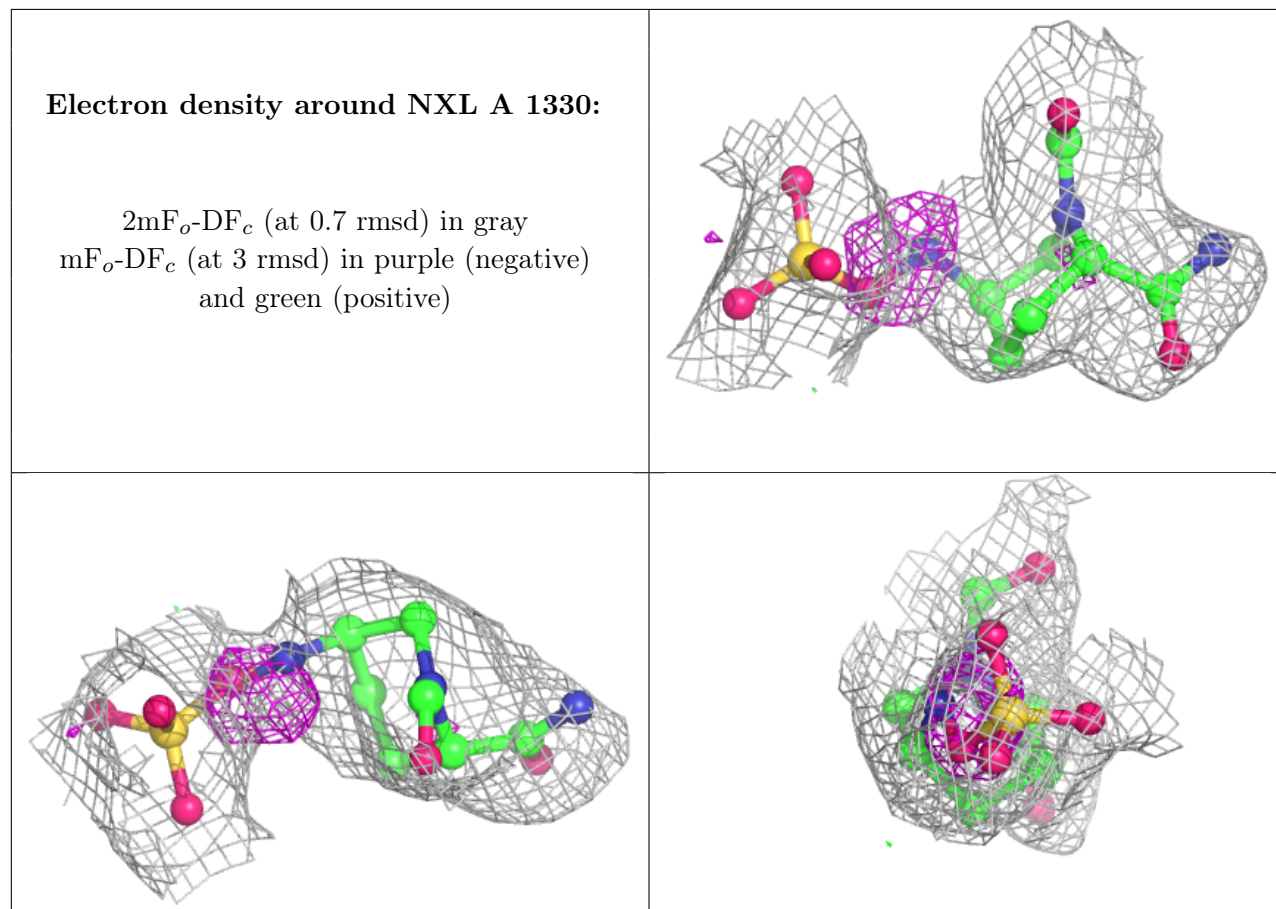 Electron density around NXL A 1330:
2mFo-DFc (at 0.7 rmsd) in gray
mFo-DFc (at 3 rmsd) in purple (negative)
and green (positive)